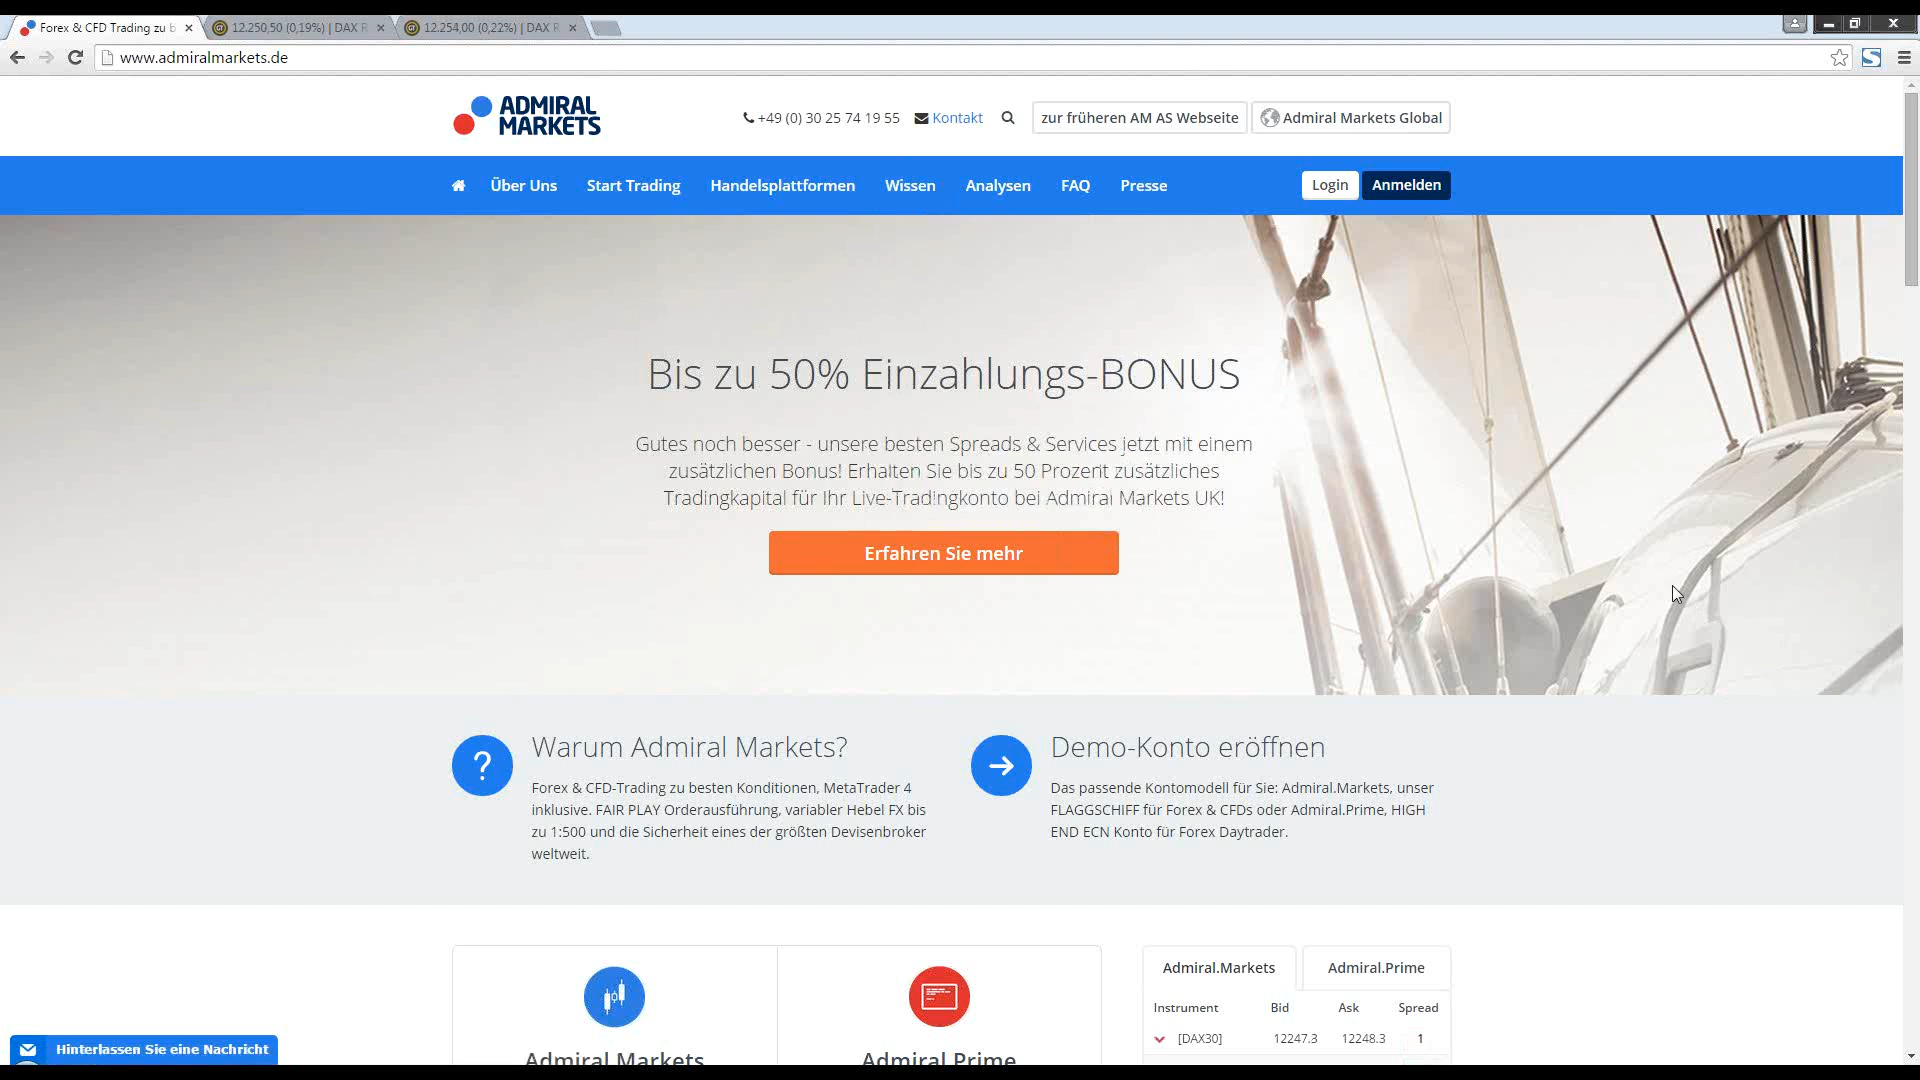 Forex & CFD Trading zu b
12.250,50 (0,19%) | DAX R
12.254,00 (0,22%) | DAX R
www.admiralmarkets.de
ADMIRAL
MARKETS
+49 (0) 30 25 74 19 55
Kontakt
zur früheren AM AS Webseite
Admiral Markets Global
Über Uns
Start Trading
Handelsplattformen
Wissen
Analysen
FAQ
Presse
Login
Anmelden
Bis zu 50% Einzahlungs-BONUS
Gutes noch besser - unsere besten Spreads & Services jetzt mit einem
zusätzlichen Bonus! Erhalten Sie bis zu 50 Prozent zusätzliches
Tradingkapital für Ihr Live-Tradingkonto bei Admiral Markets UK!
Erfahren Sie mehr
Warum Admiral Markets?
Forex & CFD-Trading zu besten Konditionen, MetaTrader 4
inklusive. FAIR PLAY Orderausführung, variabler Hebel FX bis
zu 1:500 und die Sicherheit eines der größten Devisenbroker
weltweit.
Demo-Konto eröffnen
Das passende Kontomodell für Sie: Admiral.Markets, unser
FLAGGSCHIFF für Forex & CFDs oder Admiral.Prime, HIGH
END ECN Konto für Forex Daytrader.
Admiral.Markets
Admiral.Prime
Admiral.Markets
Admiral.Prime
Instrument Bid Ask Spread
[DAX30] 12247.3 12248.3 1
Hinterlassen Sie eine Nachricht